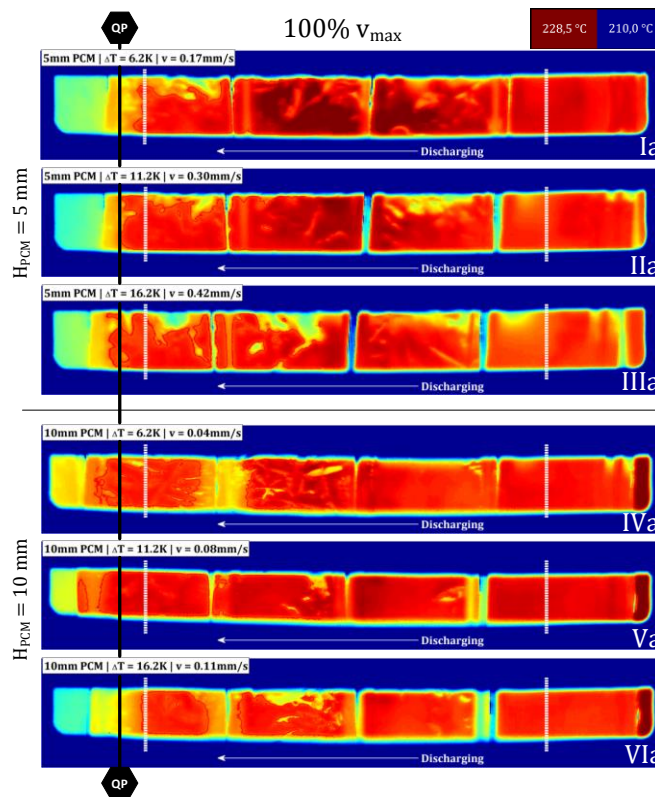 QP
100% vmax
228,5 °C 210,0 °C
5mm PCM | ΔT = 6.2K | v = 0.17mm/s
Discharging
Ia
5mm PCM | ΔT = 11.2K | v = 0.30mm/s
Discharging
IIa
5mm PCM | ΔT = 16.2K | v = 0.42mm/s
Discharging
IIIa
HPCM = 5 mm
10mm PCM | ΔT = 6.2K | v = 0.04mm/s
Discharging
IVa
10mm PCM | ΔT = 11.2K | v = 0.08mm/s
Discharging
Va
10mm PCM | ΔT = 16.2K | v = 0.11mm/s
Discharging
VIa
HPCM = 10 mm
QP